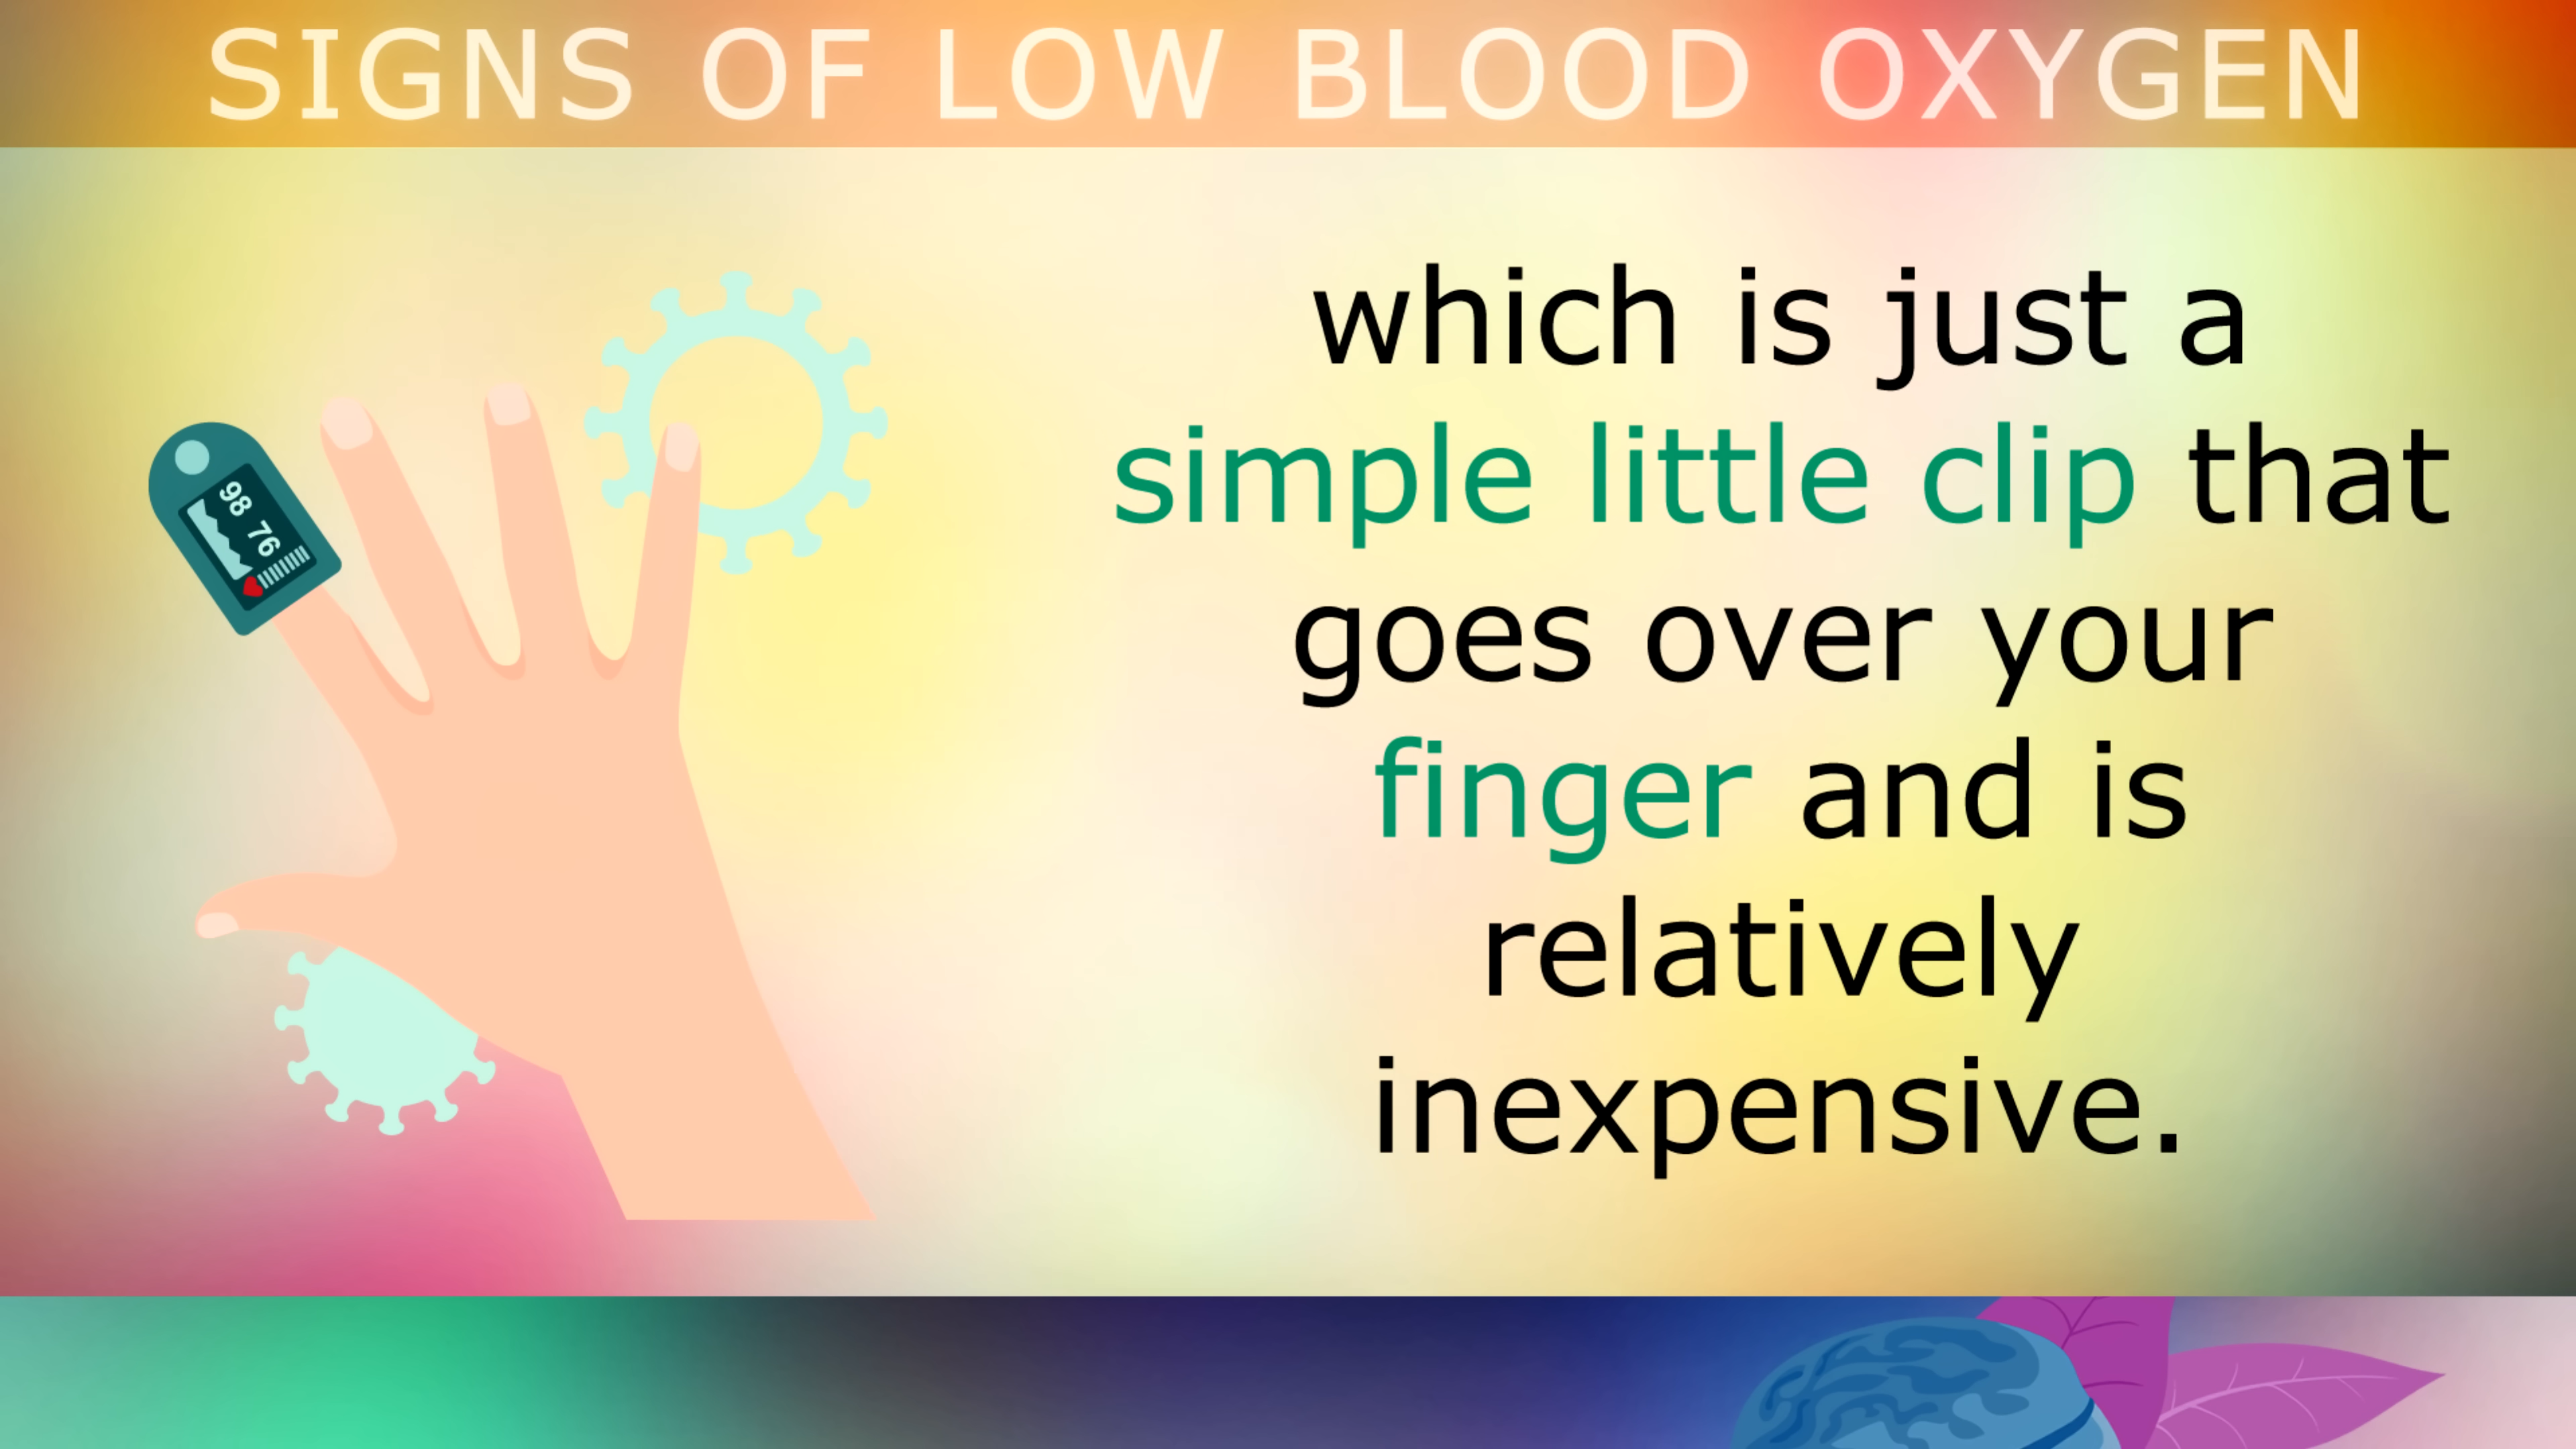 SIGNS OF LOW BLOOD OXYGEN
which is just a
simple little clip that
goes over your
finger and is
relatively
inexpensive.
98 76